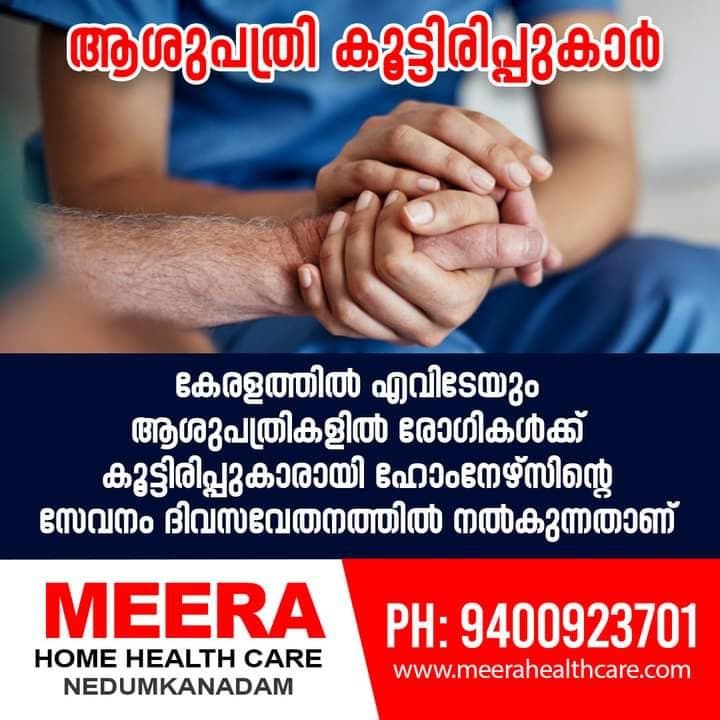 ആശുപത്രി കൂട്ടിരിപ്പുകാർ
കേരളത്തിൽ എവിടേയും
ആശുപത്രികളിൽ രോഗികൾക്ക്
കൂട്ടിരിപ്പുകാരായി ഹോംനേഴ്സിന്റെ
സേവനം ദിവസവേതനത്തിൽ നൽകുന്നതാണ്
MEERA
HOME HEALTH CARE
NEDUMKANADAM
PH: 9400923701
www.meerahealthcare.com